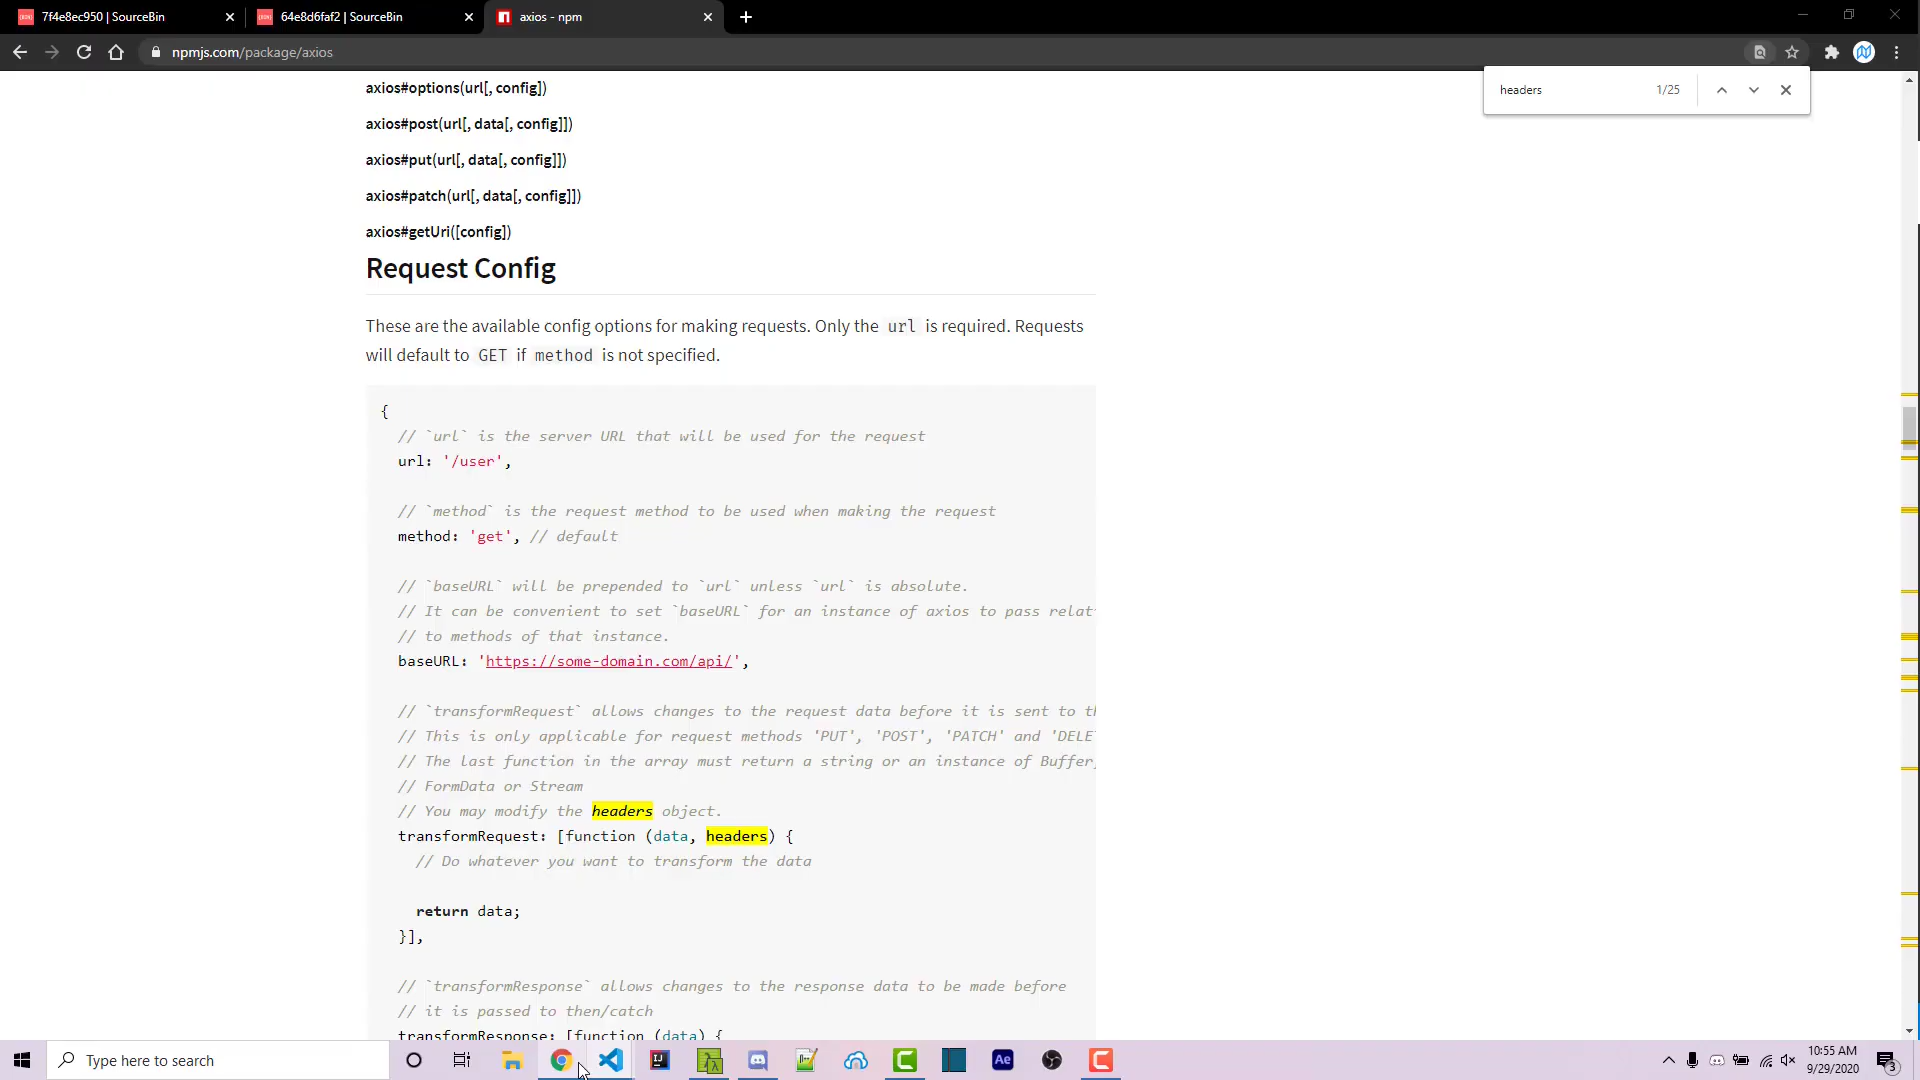 7f4e8ec950 | SourceBin
64e8d6faf2 | SourceBin
axios - npm
npmjs.com/package/axios
headers 1/25
axios#options(url[, config])
axios#post(url[, data[, config]])
axios#put(url[, data[, config]])
axios#patch(url[, data[, config]])
axios#getUri([config])
Request Config
These are the available config options for making requests. Only the url is required. Requests
will default to GET if method is not specified.
{
// `url` is the server URL that will be used for the request
url: '/user',
// `method` is the request method to be used when making the request
method: 'get', // default
// `baseURL` will be prepended to `url` unless `url` is absolute.
// It can be convenient to set `baseURL` for an instance of axios to pass relat
// to methods of that instance.
baseURL: 'https://some-domain.com/api/',
// `transformRequest` allows changes to the request data before it is sent to th
// This is only applicable for request methods 'PUT', 'POST', 'PATCH' and 'DELE
// The last function in the array must return a string or an instance of Buffer,
// FormData or Stream
// You may modify the headers object.
transformRequest: [function (data, headers) {
// Do whatever you want to transform the data
return data;
}],
// `transformResponse` allows changes to the response data to be made before
// it is passed to then/catch
transformResponse: [function (data) {
Type here to search
IJ
Ae
10:55 AM
9/29/2020
3